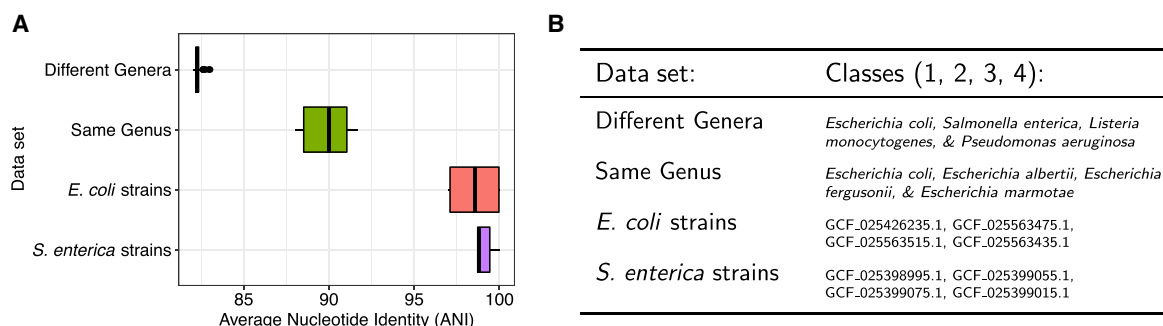 A
Data set
Different Genera
Same Genus
E. coli strains
S. enterica strains
85 90 95 100
Average Nucleotide Identity (ANI)
B
Data set: Classes (1, 2, 3, 4):
Different Genera
Escherichia coli, Salmonella enterica, Listeria
monocytogenes, & Pseudomonas aeruginosa
Same Genus
Escherichia coli, Escherichia albertii, Escherichia
fergusonii, & Escherichia marmotae
E. coli strains
GCF_025426235.1, GCF_025563475.1,
GCF_025563515.1, GCF_025563435.1
S. enterica strains
GCF_025398995.1, GCF_025399055.1,
GCF_025399075.1, GCF_025399015.1